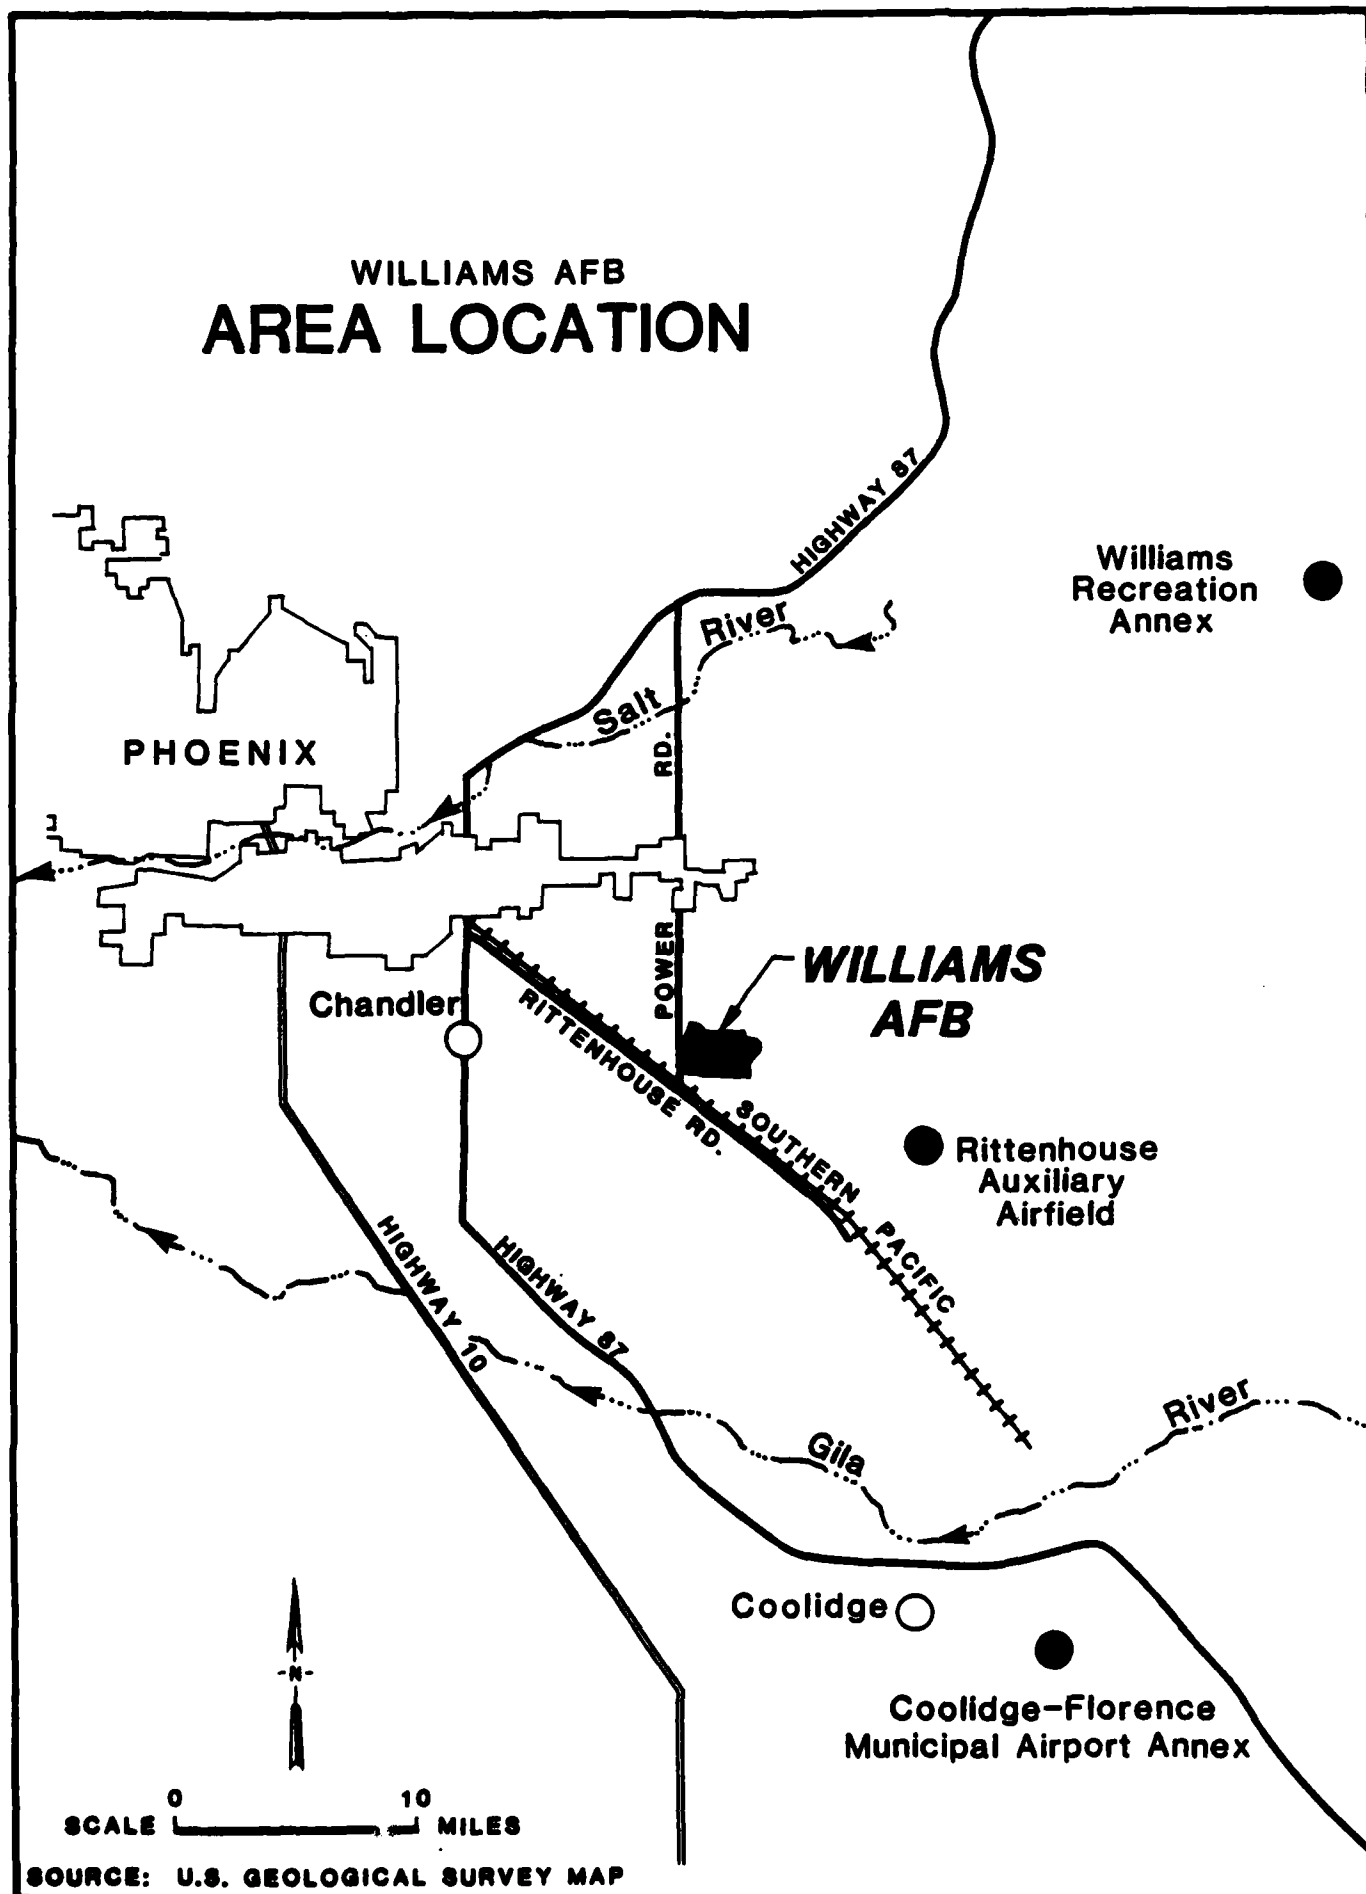 WILLIAMS AFB
AREA LOCATION
HIGHWAY 87
Williams
Recreation
Annex
River
Salt
RD.
PHOENIX
POWER
WILLIAMS
AFB
Chandler
RITTENHOUSE RD.
SOUTHERN PACIFIC
Rittenhouse
Auxiliary
Airfield
HIGHWAY 10
HIGHWAY 87
River
Gila
Coolidge
-N-
Coolidge-Florence
Municipal Airport Annex
0 10
SCALE MILES
SOURCE: U.S. GEOLOGICAL SURVEY MAP